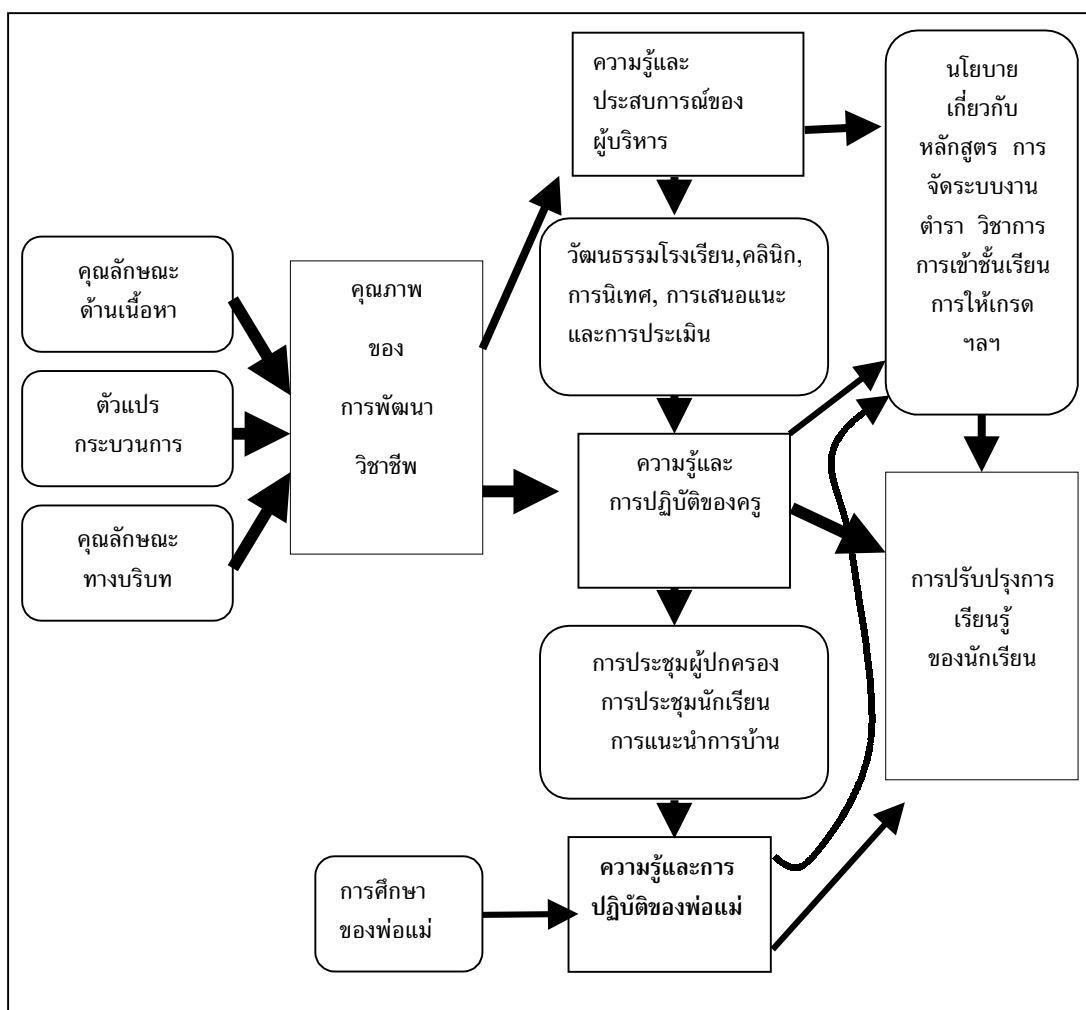 คุณลักษณะ
ด้านเนื้อหา
ตัวแปร
กระบวนการ
คุณลักษณะ
ทางบริบท
คุณภาพ
ของ
การพัฒนา
วิชาชีพ
ความรู้และ
ประสบการณ์ของ
ผู้บริหาร
วัฒนธรรมโรงเรียน,คลินิก,
การนิเทศ, การเสนอแนะ
และการประเมิน
ความรู้และ
การปฏิบัติของครู
การประชุมผู้ปกครอง
การประชุมนักเรียน
การแนะนำการบ้าน
การศึกษา
ของพ่อแม่
ความรู้และการ
ปฏิบัติของพ่อแม่
นโยบาย
เกี่ยวกับ
หลักสูตร การ
จัดระบบงาน
ตำรา วิชาการ
การเข้าชั้นเรียน
การให้เกรด
ฯลฯ
การปรับปรุงการ
เรียนรู้
ของนักเรียน